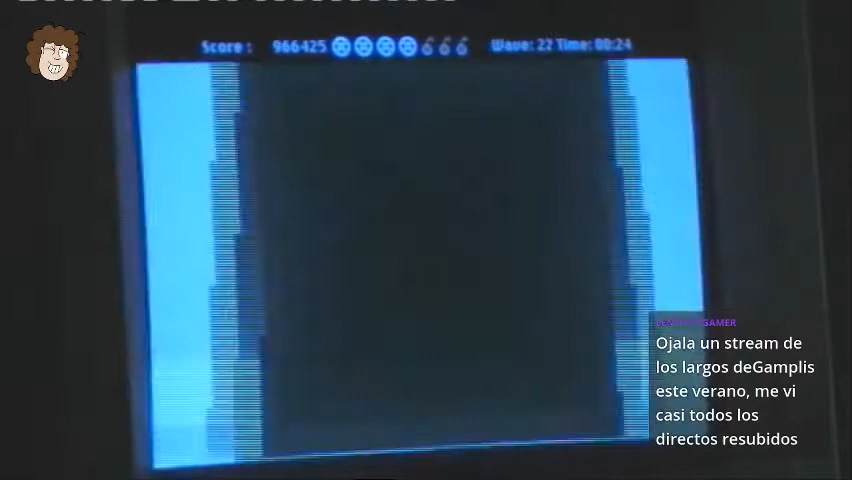 Score : 966425 Wave: 27 Time: 00:24
Ojala un stream de
los largos deGamplis
este verano, me vi
casi todos los
directos resubidos